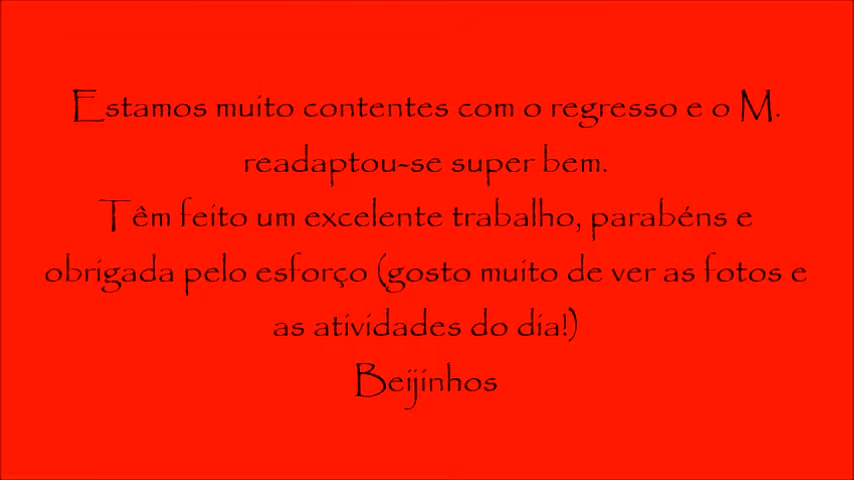 Estamos muito contentes com o regresso e o M.
readaptou-se super bem.
Têm feito um excelente trabalho, parabéns e
obrigada pelo esforço (gosto muito de ver as fotos e
as atividades do dia!)
Beijinhos